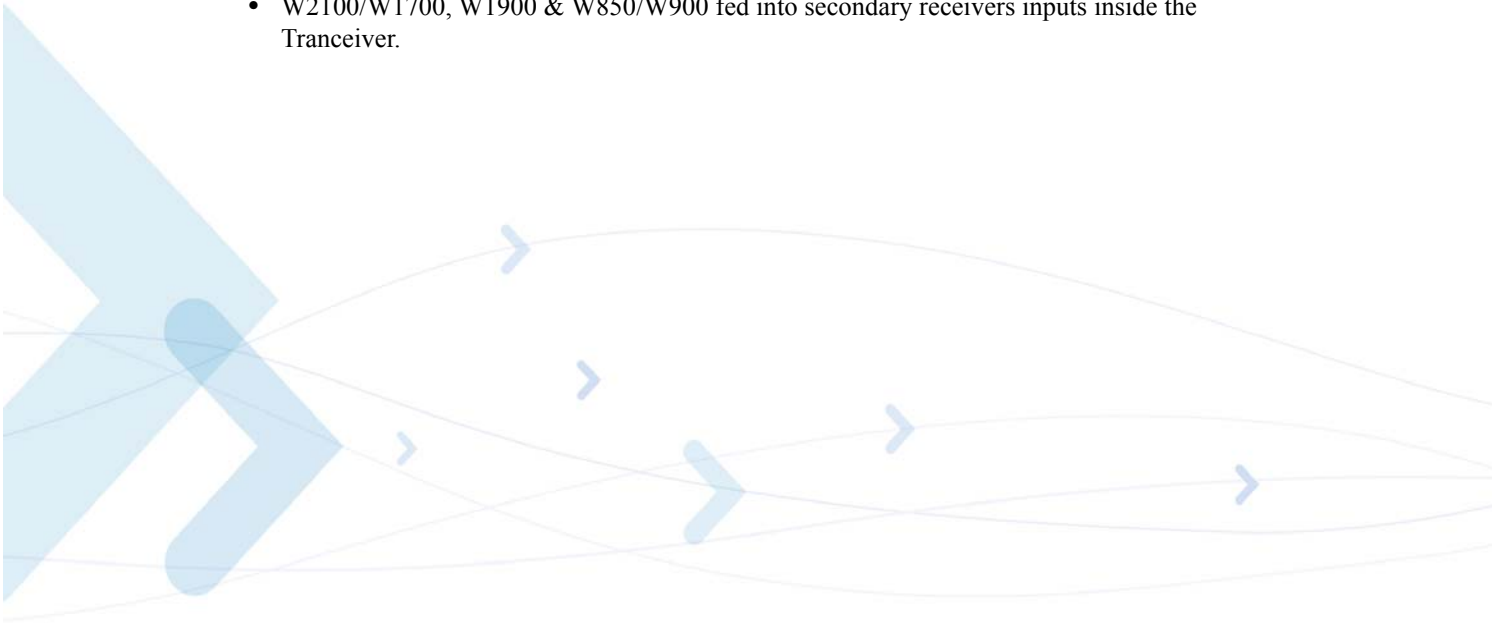 • W2100/W1700, W1900 & W850/W900 fed into secondary receivers inputs inside the
Tranceiver.